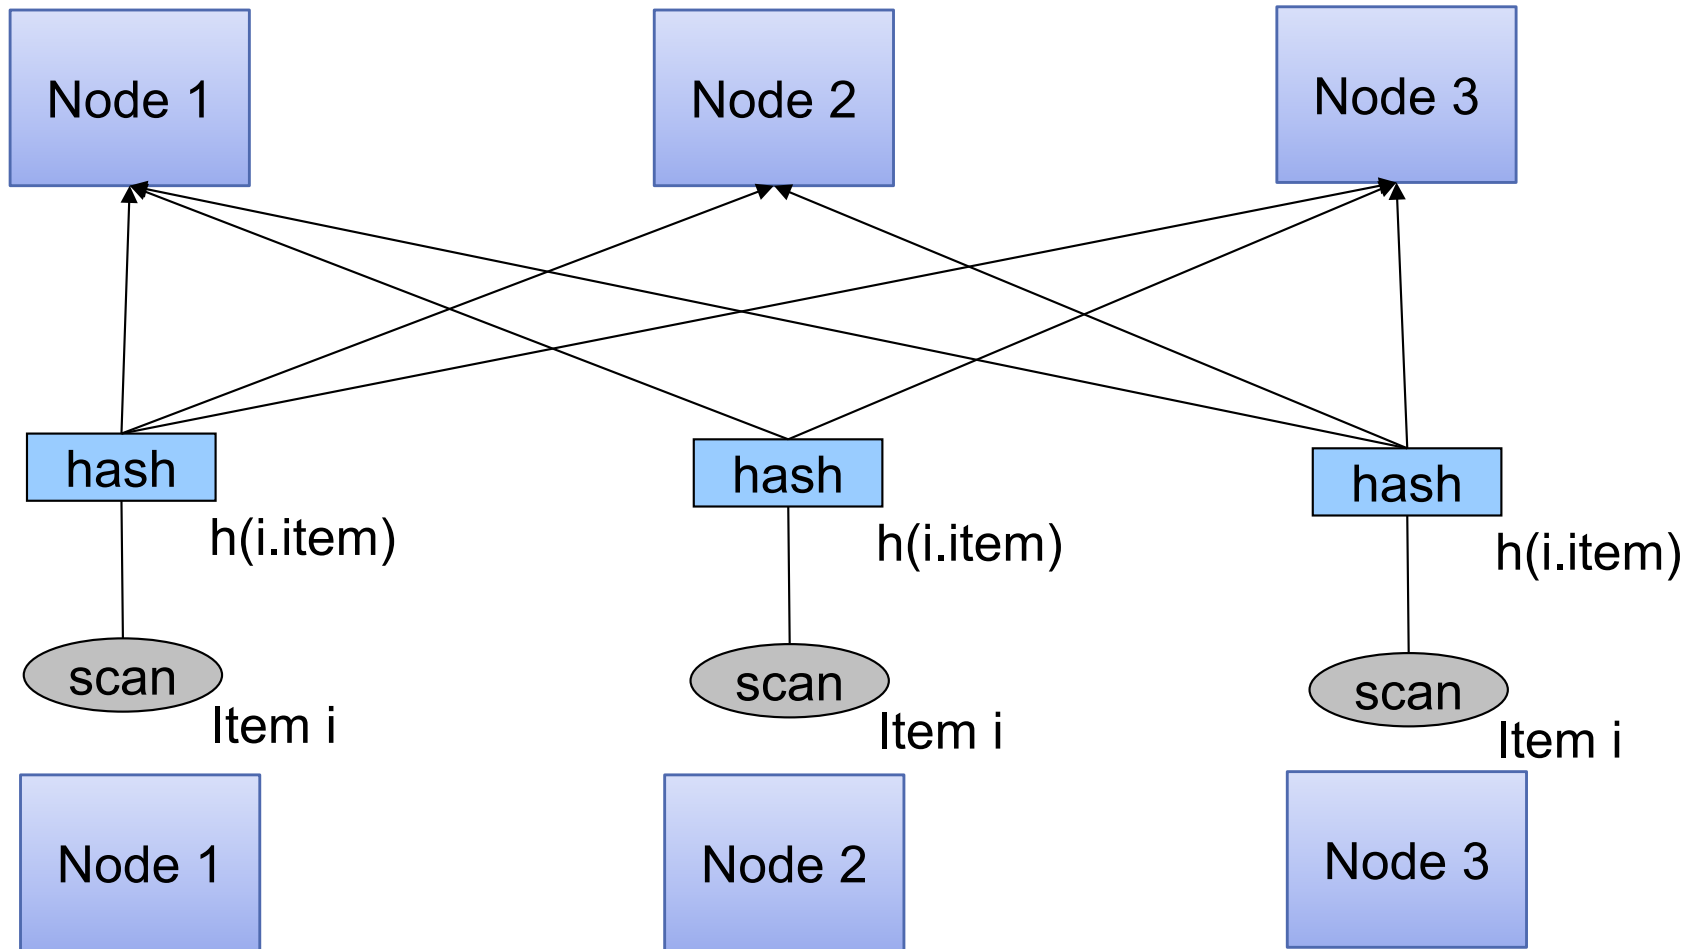 Node 1
Node 2
Node 3
hash
hash
hash
h(i.item)
h(i.item)
h(i.item)
scan
scan
scan
Item i
Item i
Item i
Node 1
Node 2
Node 3